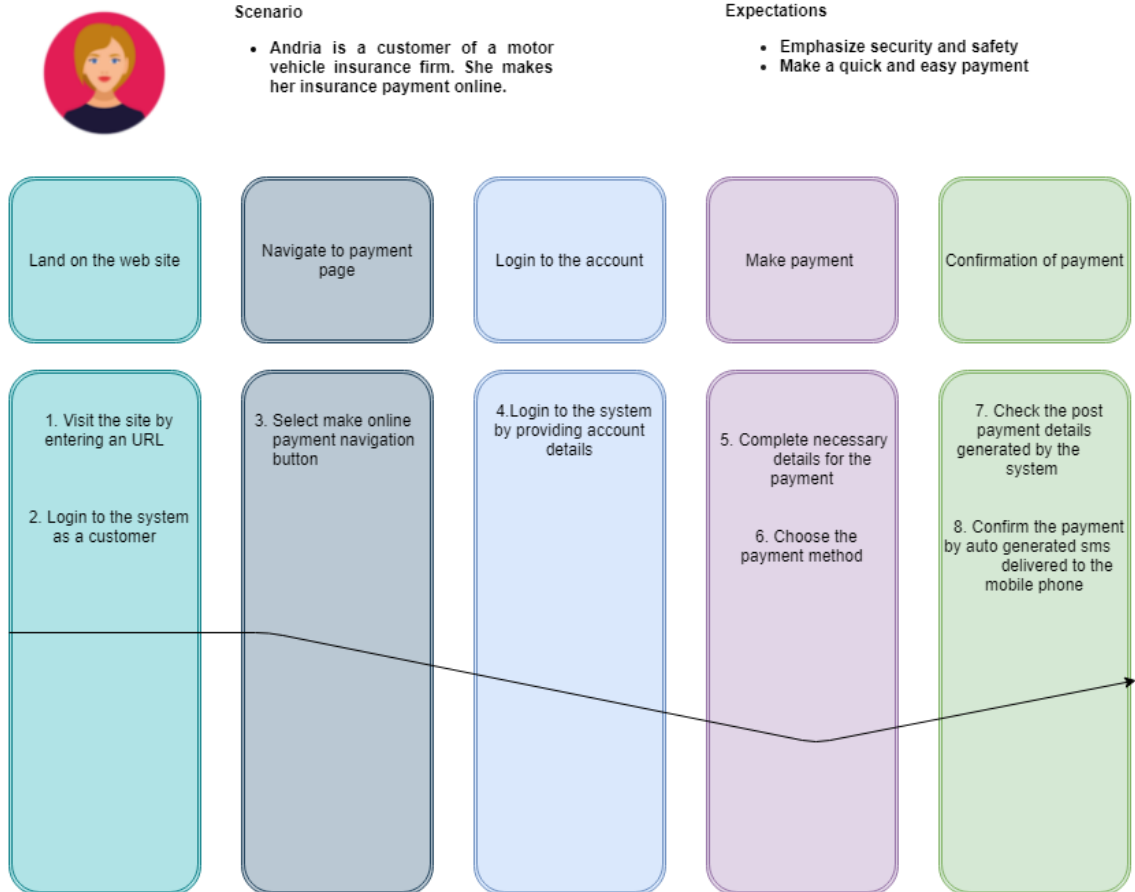 Scenario
• Andria is a customer of a motor
vehicle insurance firm. She makes
her insurance payment online.
Expectations
• Emphasize security and safety
• Make a quick and easy payment
Land on the web site
Navigate to payment
page
Login to the account
Make payment
Confirmation of payment
1. Visit the site by
entering an URL
2. Login to the system
as a customer
3. Select make online
payment navigation
button
4.Login to the system
by providing account
details
5. Complete necessary
details for the
payment
6. Choose the
payment method
7. Check the post
payment details
generated by the
system
8. Confirm the payment
by auto generated sms
delivered to the
mobile phone